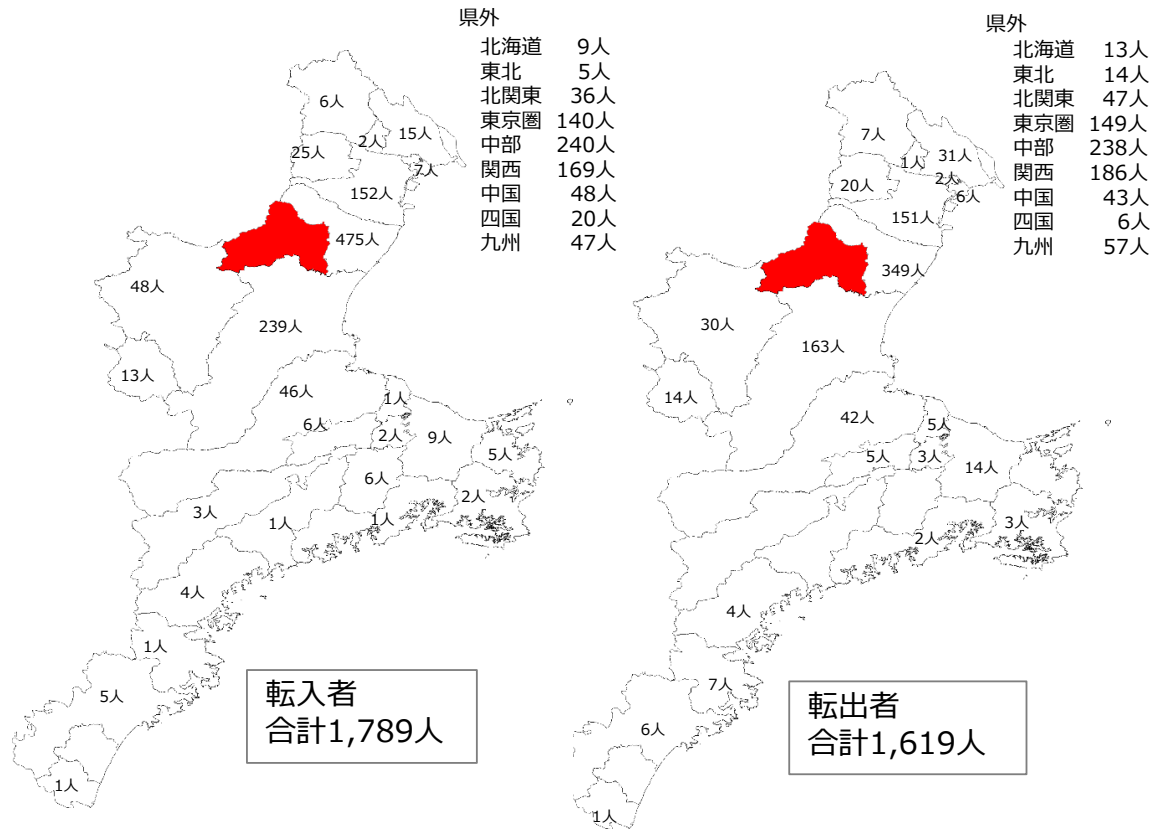 県外
北海道 9人
東北 5人
北関東 36人
東京圏 140人
中部 240人
関西 169人
中国 48人
四国 20人
九州 47人
6人
2人
15人
25人
7人
152人
475人
48人
239人
13人
46人
1人
6人
2人
9人
5人
6人
2人
3人
1人
1人
4人
1人
5人
1人
転入者
合計1,789人
県外
北海道 13人
東北 14人
北関東 47人
東京圏 149人
中部 238人
関西 186人
中国 43人
四国 6人
九州 57人
7人
1人
31人
20人
2人
6人
151人
349人
30人
163人
14人
42人
5人
5人
3人
14人
3人
2人
4人
7人
6人
1人
転出者
合計1,619人